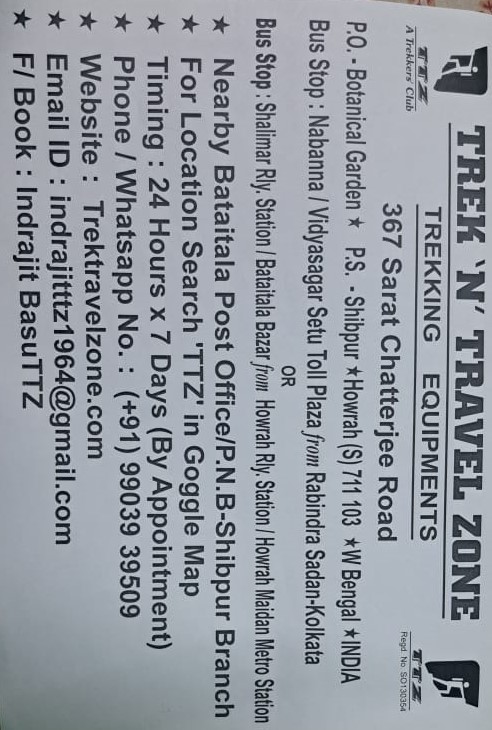 TREK 'N' TRAVEL ZONE
TTZ
A Trekkers' Club
TREKKING EQUIPMENTS
TTZ
Regd. No. SO130354
367 Sarat Chatterjee Road
P.O. - Botanical Garden ★ P.S. - Shibpur ★Howrah (S) 711 103 ★W Bengal ★INDIA
Bus Stop : Nabanna / Vidyasagar Setu Toll Plaza from Rabindra Sadan-Kolkata
OR
Bus Stop : Shalimar Rly. Station / Bataitala Bazar from Howrah Rly. Station / Howrah Maidan Metro Station
★ Nearby Bataitala Post Office/P.N.B-Shibpur Branch
★ For Location Search 'TTZ' in Goggle Map
★ Timing : 24 Hours x 7 Days (By Appointment)
★ Phone / Whatsapp No. : (+91) 99039 39509
★ Website : Trektravelzone.com
★ Email ID : indrajitttz1964@gmail.com
★ F/ Book : Indrajit BasuTTZ